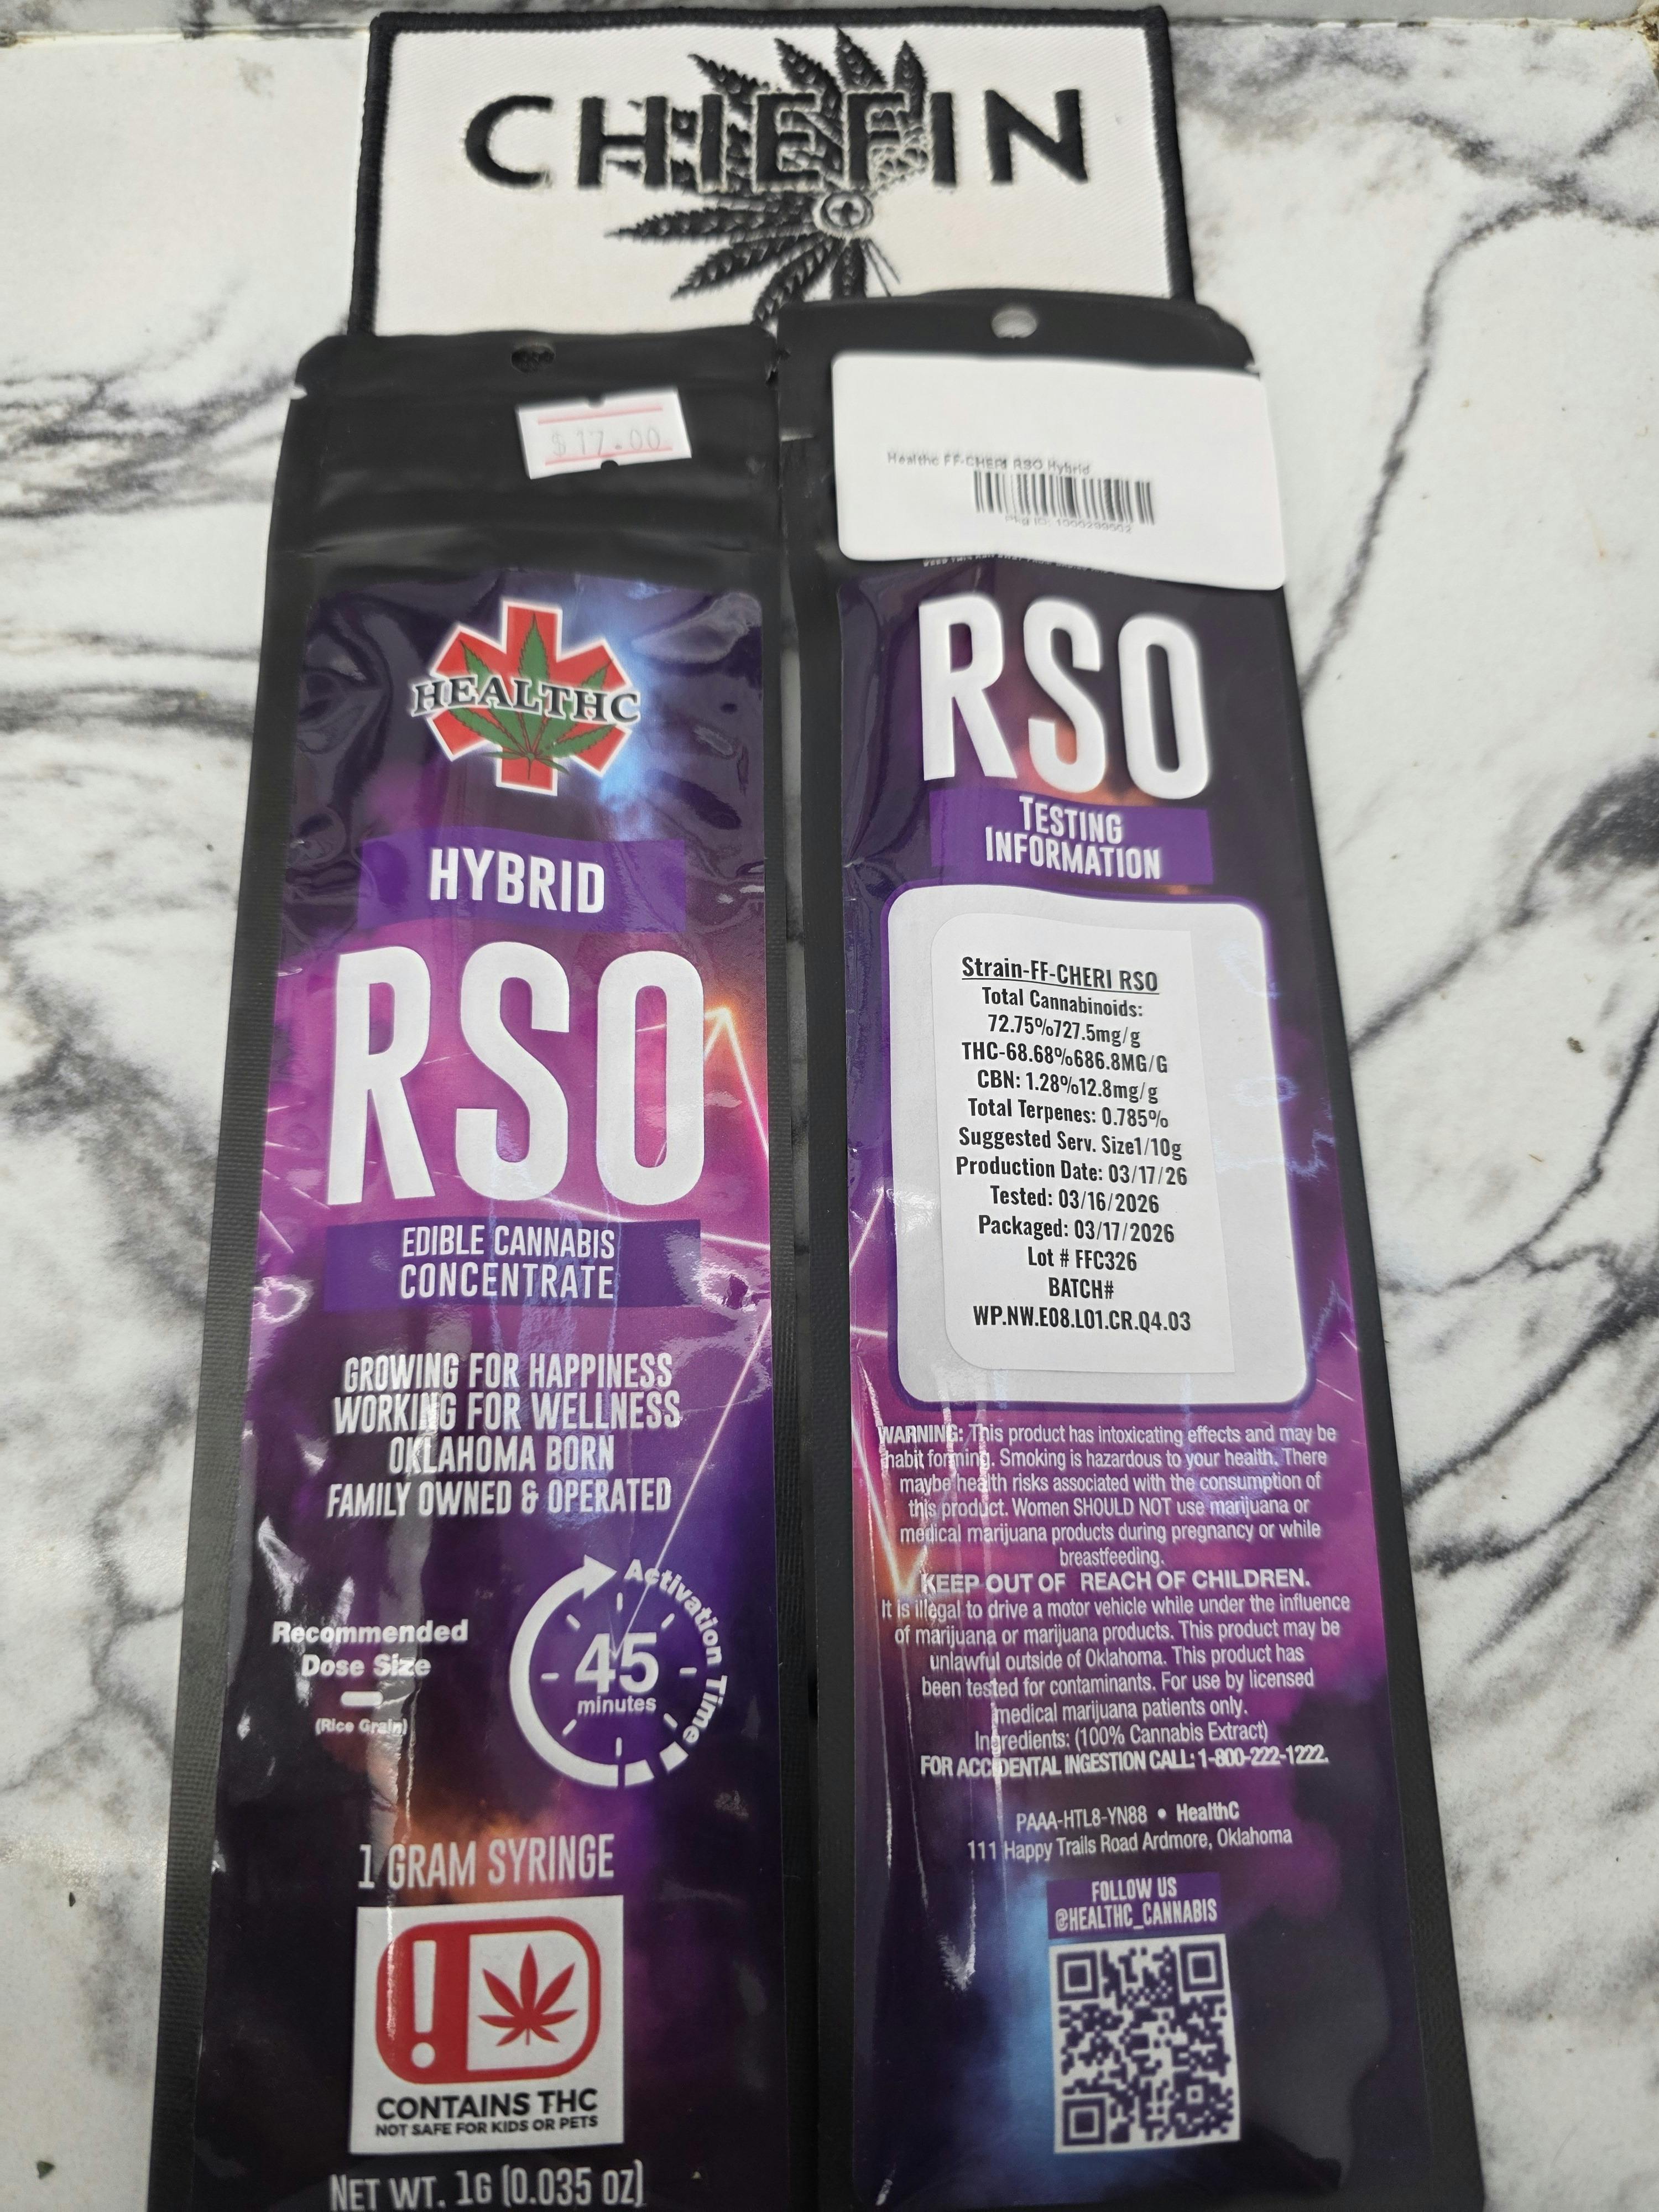 CHIEFIN
$17.00
HEALTHC
HYBRID
RSO
EDIBLE CANNABIS
CONCENTRATE
GROWING FOR HAPPINESS
WORKING FOR WELLNESS
OKLAHOMA BORN
FAMILY OWNED & OPERATED
Recommended
Dose Size
(Rice Grain)
Activation Time
45
minutes
1 GRAM SYRINGE
CONTAINS THC
NOT SAFE FOR KIDS OR PETS
NET WT. 1G (0.035 OZ)
Healthc FF-CHERI RSO Hybrid
Pkg ID:
RSO
TESTING
INFORMATION
Strain-FF-CHERI RSO
Total Cannabinoids:
72.75%727.5mg/g
THC-68.68%686.8MG/G
CBN: 1.28%12.8mg/g
Total Terpenes: 0.785%
Suggested Serv. Size1/10g
Production Date: 03/17/26
Tested: 03/16/2026
Packaged: 03/17/2026
Lot # FFC326
BATCH#
WP.NW.E08.L01.CR.Q4.03
WARNING: This product has intoxicating effects and may be
habit forming. Smoking is hazardous to your health. There
maybe health risks associated with the consumption of
this product. Women SHOULD NOT use marijuana or
medical marijuana products during pregnancy or while
breastfeeding.
KEEP OUT OF REACH OF CHILDREN.
It is illegal to drive a motor vehicle while under the influence
of marijuana or marijuana products. This product may be
unlawful outside of Oklahoma. This product has
been tested for contaminants. For use by licensed
medical marijuana patients only.
Ingredients: (100% Cannabis Extract)
FOR ACCIDENTAL INGESTION CALL: 1-800-222-1222.
PAAA-HTL8-YN88 • HealthC
111 Happy Trails Road Ardmore, Oklahoma
FOLLOW US
@HEALTHC_CANNABIS